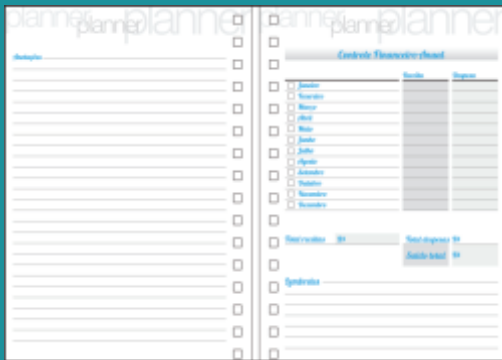 planner planner planner
Anotações
planner planner planner
Controle Financeiro Anual
Receitas Despesas
Janeiro
Fevereiro
Março
Abril
Maio
Junho
Julho
Agosto
Setembro
Outubro
Novembro
Dezembro
Total receitas R$ Total despesas R$
Saldo total R$
Lembretes